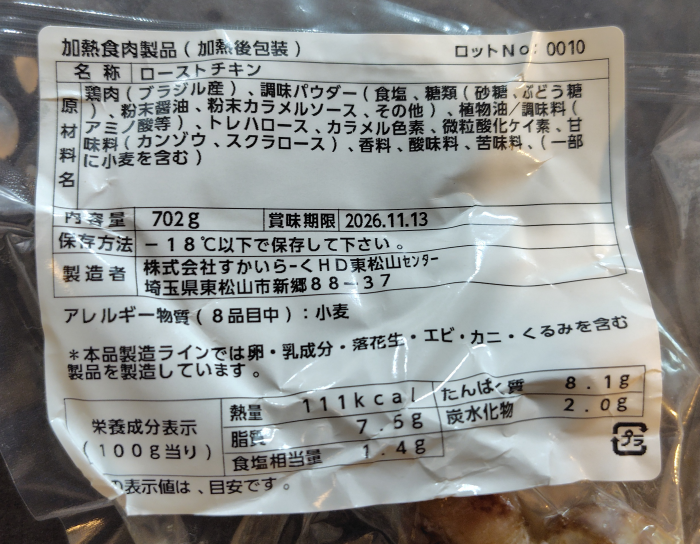 加熱食肉製品(加熱後包装) ロットNo:0010
名称 ローストチキン
原材料名 鶏肉(ブラジル産)、調味パウダー(食塩、糖類(砂糖、ぶどう糖
)、粉末醤油、粉末カラメルソース、その他)、植物油/調味料(
アミノ酸等)、トレハロース、カラメル色素、微粒酸化ケイ素、甘
味料(カンゾウ、スクラロース)、香料、酸味料、苦味料、(一部
に小麦を含む)
内容量 702g 賞味期限 2026.11.13
保存方法 -18℃以下で保存して下さい。
製造者 株式会社すかいらーくHD東松山センター
埼玉県東松山市新郷88-37
アレルギー物質(8品目中):小麦
*本品製造ラインでは卵・乳成分・落花生・エビ・カニ・くるみを含む
製品を製造しています。
栄養成分表示
(100g当り)
熱量 111kcal たんぱく質 8.1g
脂質 7.5g 炭水化物 2.0g
食塩相当量 1.4g
プラ
の表示値は、目安です。